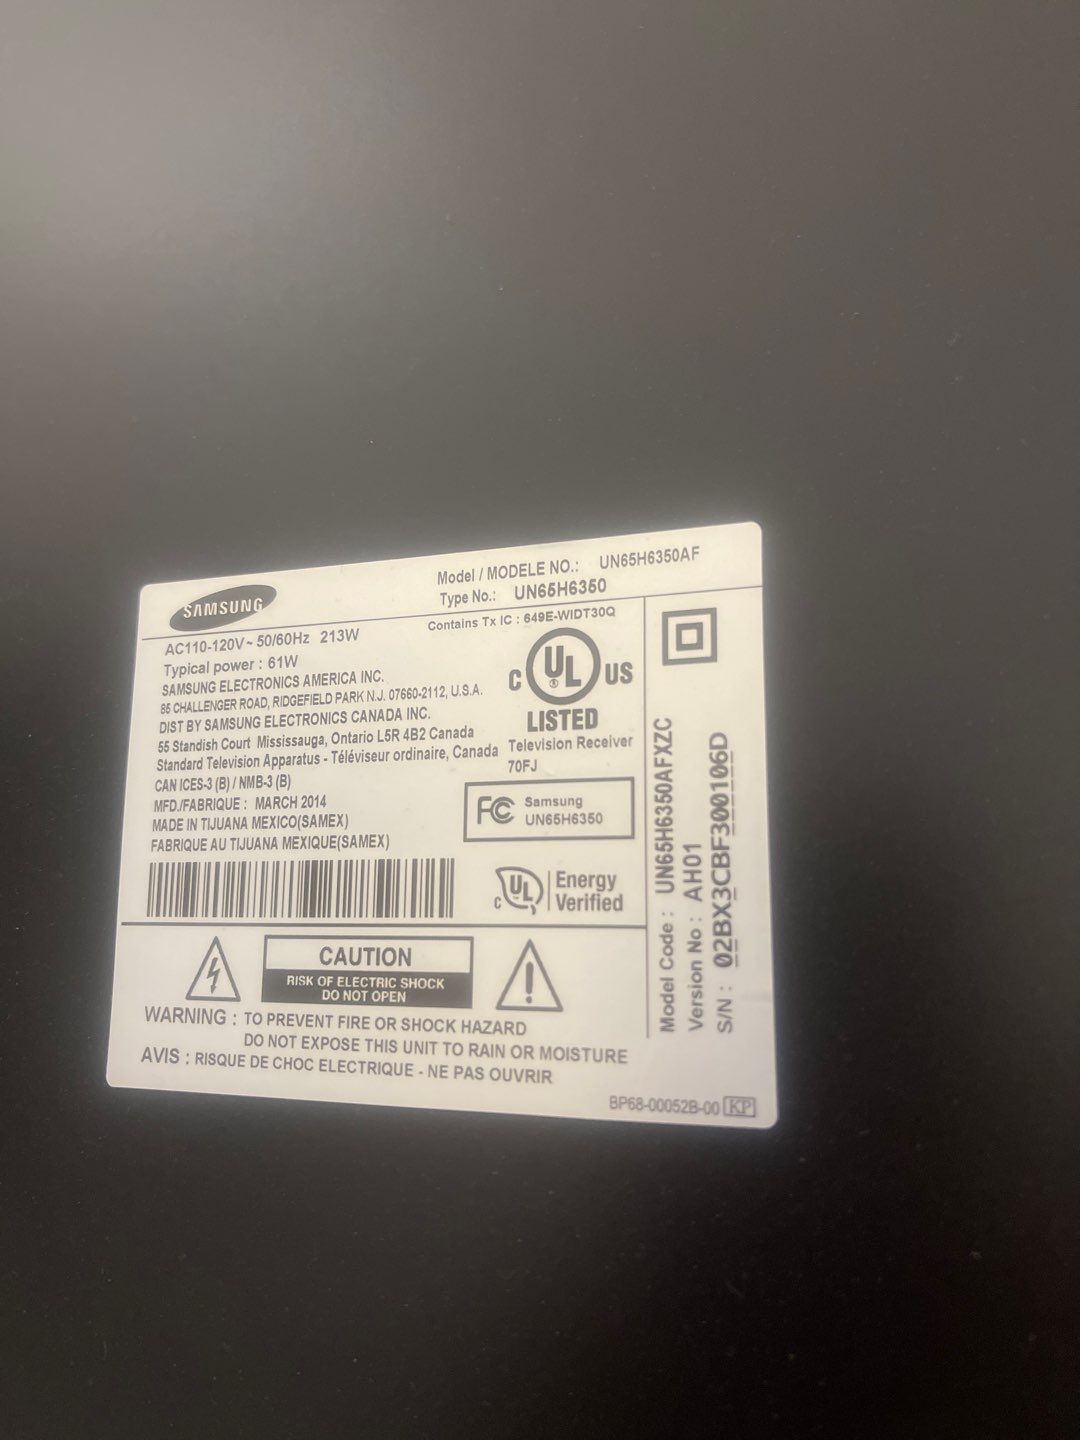 SAMSUNG
Model / MODELE NO.: UN65H6350AF
Type No.: UN65H6350
AC110-120V~ 50/60Hz 213W
Contains Tx IC : 649E-WIDT30Q
Typical power : 61W
SAMSUNG ELECTRONICS AMERICA INC.
85 CHALLENGER ROAD, RIDGEFIELD PARK N.J. 07660-2112, U.S.A.
DIST BY SAMSUNG ELECTRONICS CANADA INC.
55 Standish Court Mississauga, Ontario L5R 4B2 Canada
Standard Television Apparatus - Téléviseur ordinaire, Canada
CAN ICES-3 (B) / NMB-3 (B)
MFD./FABRIQUE : MARCH 2014
MADE IN TIJUANA MEXICO(SAMEX)
FABRIQUE AU TIJUANA MEXIQUE(SAMEX)
C UL US
LISTED
Television Receiver
70FJ
FC Samsung
UN65H6350
C UL Energy
Verified
CAUTION
RISK OF ELECTRIC SHOCK
DO NOT OPEN
WARNING : TO PREVENT FIRE OR SHOCK HAZARD
DO NOT EXPOSE THIS UNIT TO RAIN OR MOISTURE
AVIS : RISQUE DE CHOC ELECTRIQUE - NE PAS OUVRIR
Model Code : UN65H6350AFXZC
Version No : AH01
S/N : 02BX3CBF300106D
BP68-00052B-00 KP